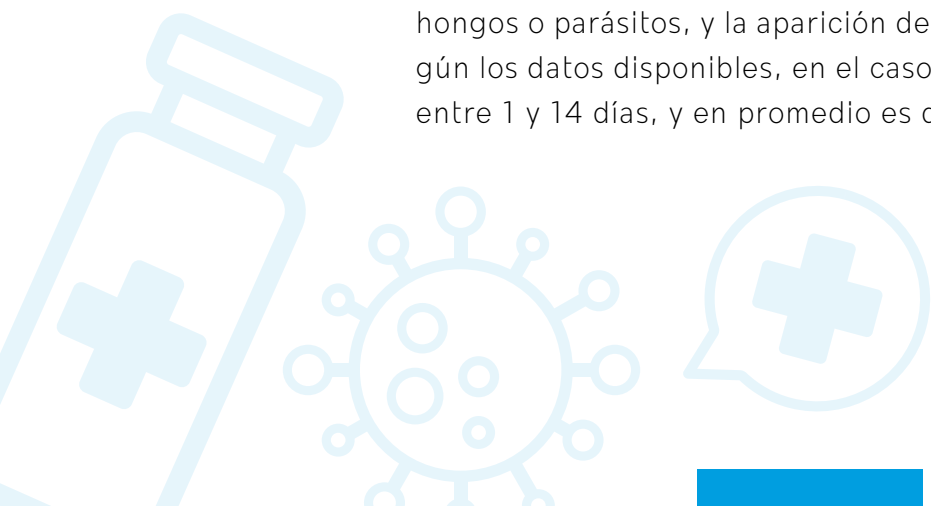 hongos o parásitos, y la aparición de
gún los datos disponibles, en el caso
entre 1 y 14 días, y en promedio es